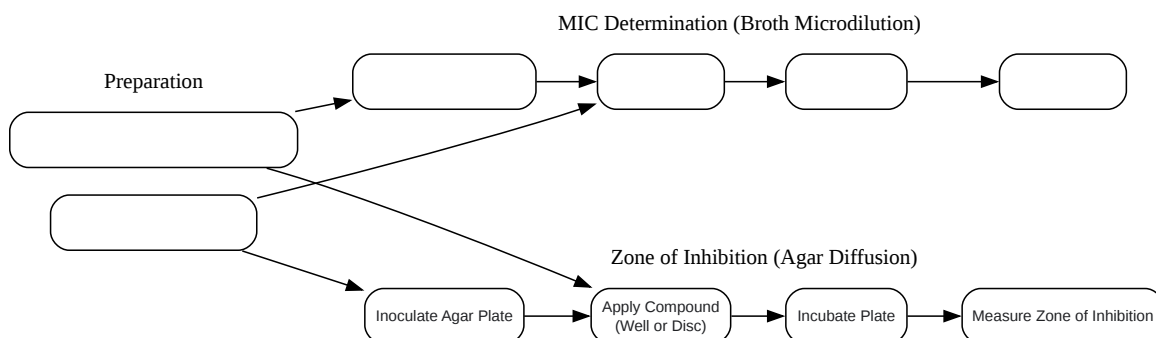 MIC Determination (Broth Microdilution)
Preparation
Zone of Inhibition (Agar Diffusion)
Inoculate Agar Plate
Apply Compound
(Well or Disc)
Incubate Plate
Measure Zone of Inhibition